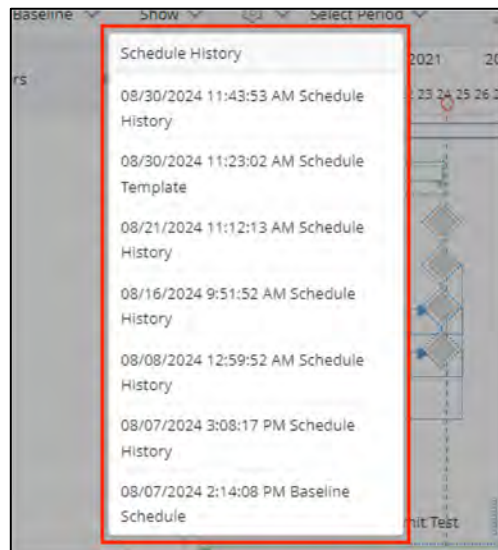 Baseline Show Select Period
Schedule History
2021 20
rs
23 24 25 26 2
08/30/2024 11:43:53 AM Schedule
History
08/30/2024 11:23:02 AM Schedule
Template
08/21/2024 11:12:13 AM Schedule
History
08/16/2024 9:51:52 AM Schedule
History
08/08/2024 12:59:52 AM Schedule
History
08/07/2024 3:08:17 PM Schedule
History
08/07/2024 2:14:08 PM Baseline
Schedule
nit Test